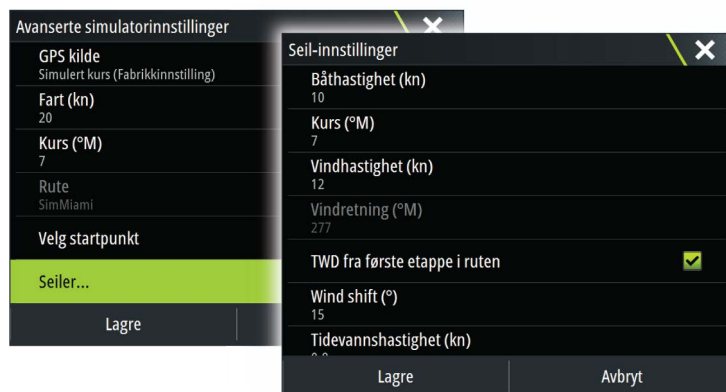 Avanserte simulatorinnstillinger
GPS kilde
Simulert kurs (Fabrikkinnstilling)
Fart (kn)
20
Kurs (°M)
7
Rute
SimMiami
Velg startpunkt
Seiler...
Lagre
Seil-innstillinger
Båthastighet (kn)
10
Kurs (°M)
7
Vindhastighet (kn)
12
Vindretning (°M)
277
TWD fra første etappe i ruten
Wind shift (°)
15
Tidevannshastighet (kn)
Lagre
Avbryt